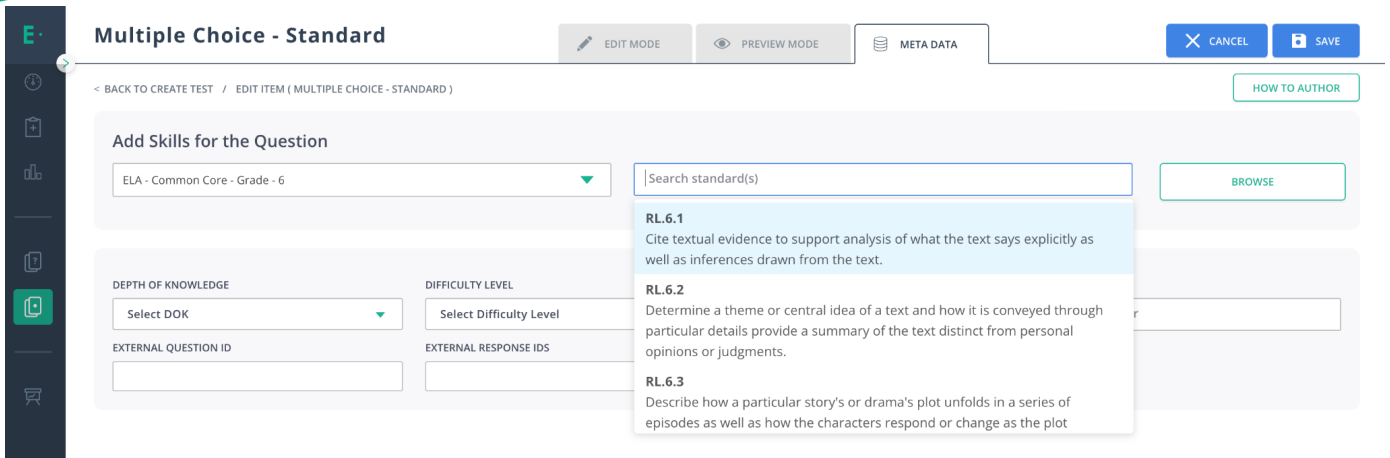 E·
Multiple Choice - Standard
EDIT MODE
PREVIEW MODE
META DATA
CANCEL
SAVE
< BACK TO CREATE TEST / EDIT ITEM ( MULTIPLE CHOICE - STANDARD )
HOW TO AUTHOR
Add Skills for the Question
ELA - Common Core - Grade - 6
Search standard(s)
BROWSE
RL.6.1
Cite textual evidence to support analysis of what the text says explicitly as
well as inferences drawn from the text.
RL.6.2
Determine a theme or central idea of a text and how it is conveyed through
particular details provide a summary of the text distinct from personal
opinions or judgments.
RL.6.3
Describe how a particular story's or drama's plot unfolds in a series of
episodes as well as how the characters respond or change as the plot
DEPTH OF KNOWLEDGE
DIFFICULTY LEVEL
Select DOK
Select Difficulty Level
EXTERNAL QUESTION ID
EXTERNAL RESPONSE IDS